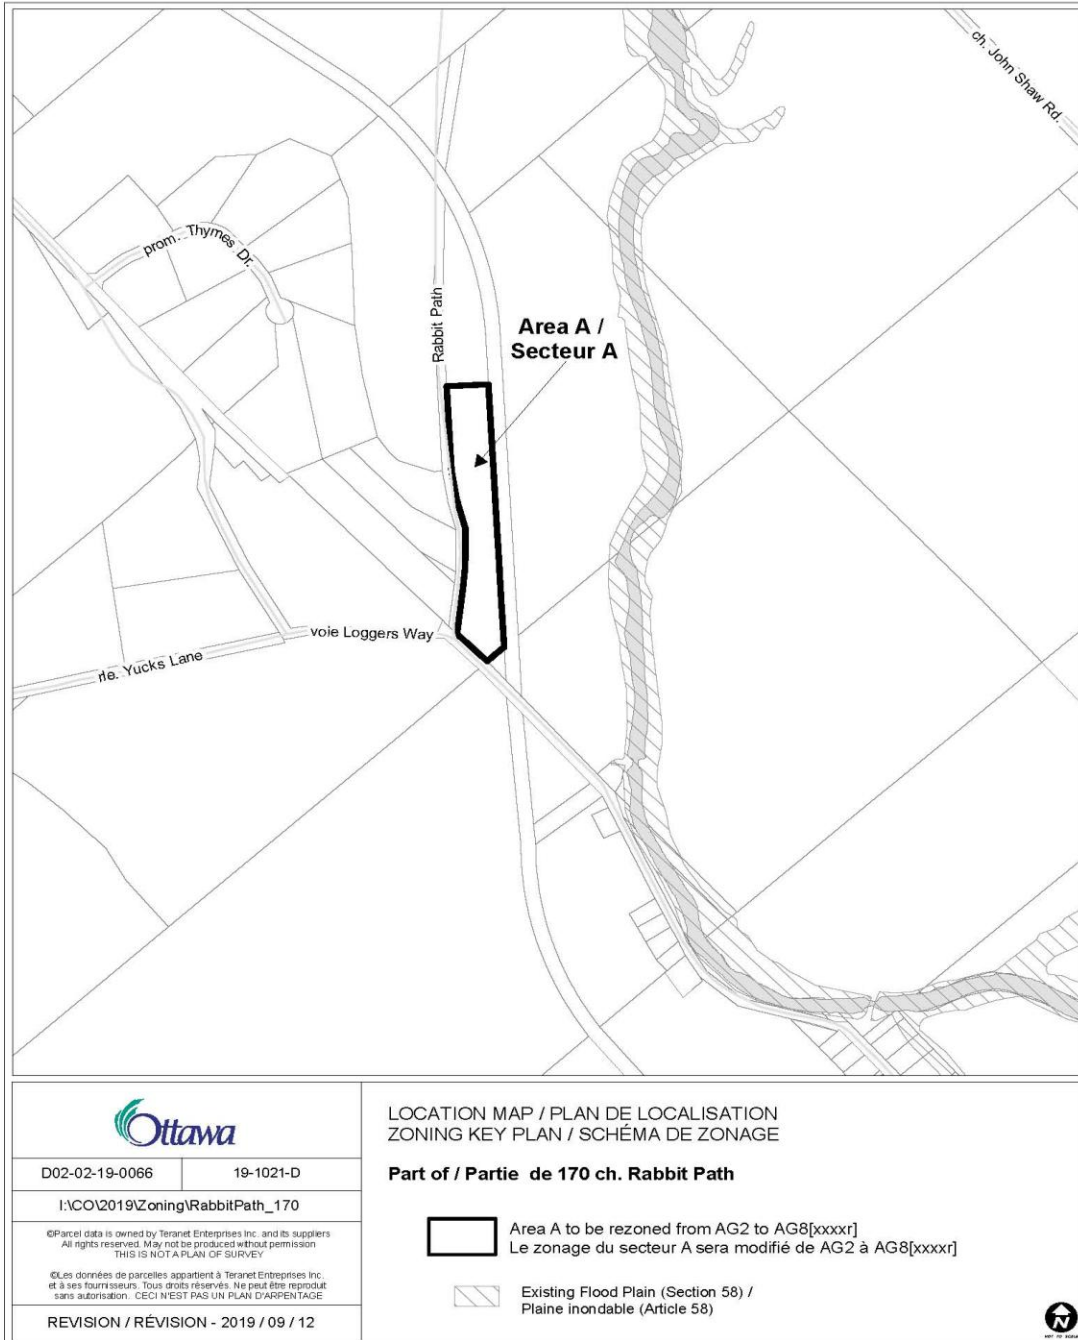 ch. John Shaw Rd.
prom. Thymes Dr.
Rabbit Path
Area A /
Secteur A
voie Loggers Way
rle. Yucks Lane
Ottawa
D02-02-19-0066
19-1021-D
I:\CO\2019\Zoning\RabbitPath_170
©Parcel data is owned by Teranet Enterprises Inc. and its suppliers
All rights reserved. May not be produced without permission
THIS IS NOT A PLAN OF SURVEY
©Les données de parcelles appartient à Teranet Entreprises Inc.
et à ses fournisseurs. Tous droits réservés. Ne peut être reproduit
sans autorisation. CECI N'EST PAS UN PLAN D'ARPENTAGE
REVISION / RÉVISION - 2019 / 09 / 12
LOCATION MAP / PLAN DE LOCALISATION
ZONING KEY PLAN / SCHÉMA DE ZONAGE
Part of / Partie de 170 ch. Rabbit Path
Area A to be rezoned from AG2 to AG8[xxxxr]
Le zonage du secteur A sera modifié de AG2 à AG8[xxxxr]
Existing Flood Plain (Section 58) /
Plaine inondable (Article 58)
N
NOT TO SCALE